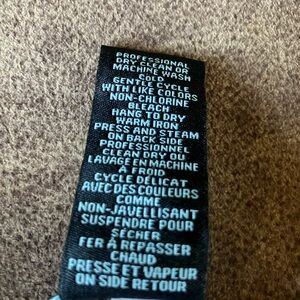 PROFESSIONAL
DRY CLEAN OR
MACHINE WASH
COLD
GENTLE CYCLE
WITH LIKE COLORS
NON-CHLORINE
BLEACH
HANG TO DRY
WARM IRON
PRESS AND STEAM
ON BACK SIDE
PROFESSIONNEL
CLEAN DRY OU
LAVAGE EN MACHINE
À FROID
CYCLE DÉLICAT
AVEC DES COULEURS
COMME
NON-JAVELLISANT
SUSPENDRE POUR
SÉCHER
FER À REPASSER
CHAUD
PRESSE ET VAPEUR
ON SIDE RETOUR